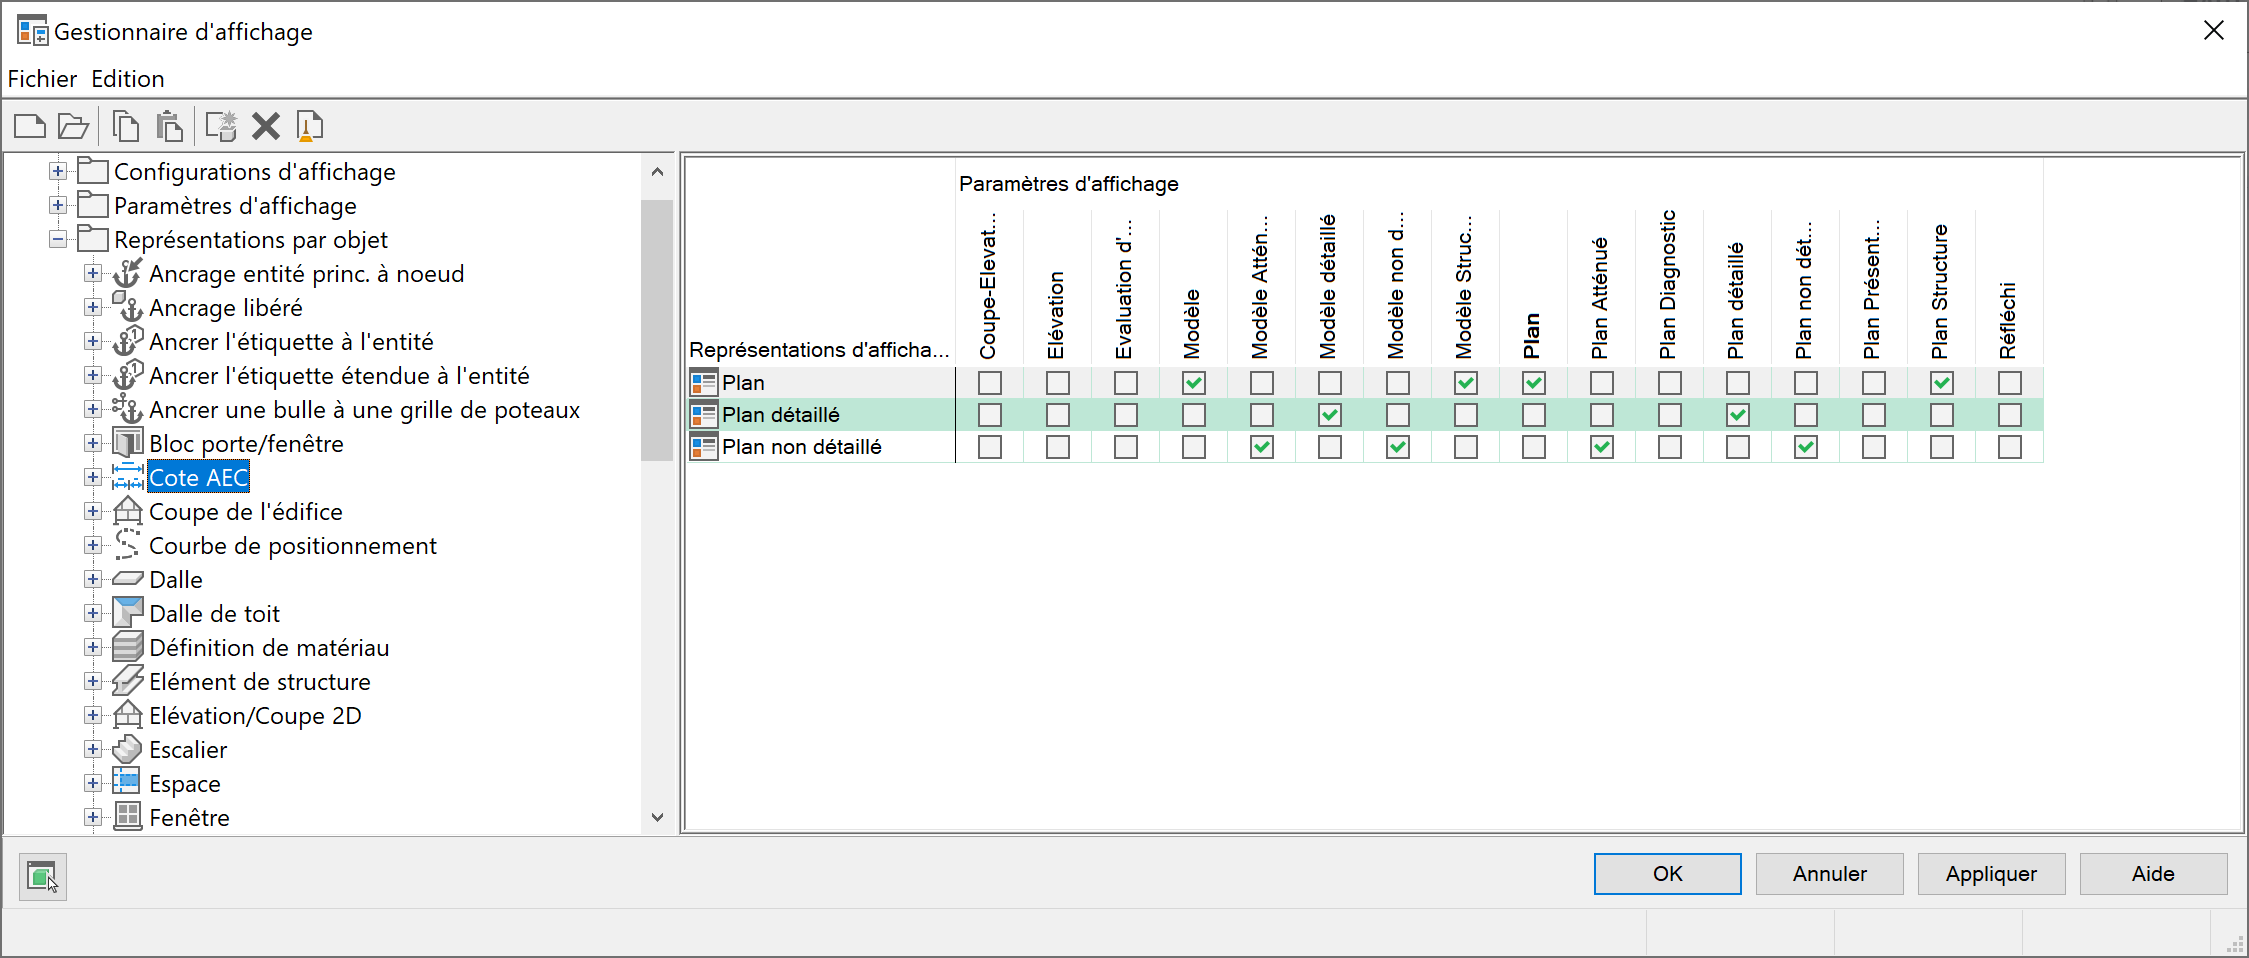 Gestionnaire d'affichage
Fichier Edition
Configurations d'affichage
Paramètres d'affichage
Représentations par objet
Ancrage entité princ. à noeud
Ancrage libéré
Ancrer l'étiquette à l'entité
Ancrer l'étiquette étendue à l'entité
Ancrer une bulle à une grille de poteaux
Bloc porte/fenêtre
Cote AEC
Coupe de l'édifice
Courbe de positionnement
Dalle
Dalle de toit
Définition de matériau
Elément de structure
Elévation/Coupe 2D
Escalier
Espace
Fenêtre
Paramètres d'affichage
Représentations d'afficha...
Coupe-Elevat...
Elévation
Evaluation d'...
Modèle
Modèle Attén...
Modèle détaillé
Modèle non d...
Modèle Struc...
Plan
Plan Atténué
Plan Diagnostic
Plan détaillé
Plan non dét...
Plan Présent...
Plan Structure
Réfléchi
Plan
Plan détaillé
Plan non détaillé
OK
Annuler
Appliquer
Aide